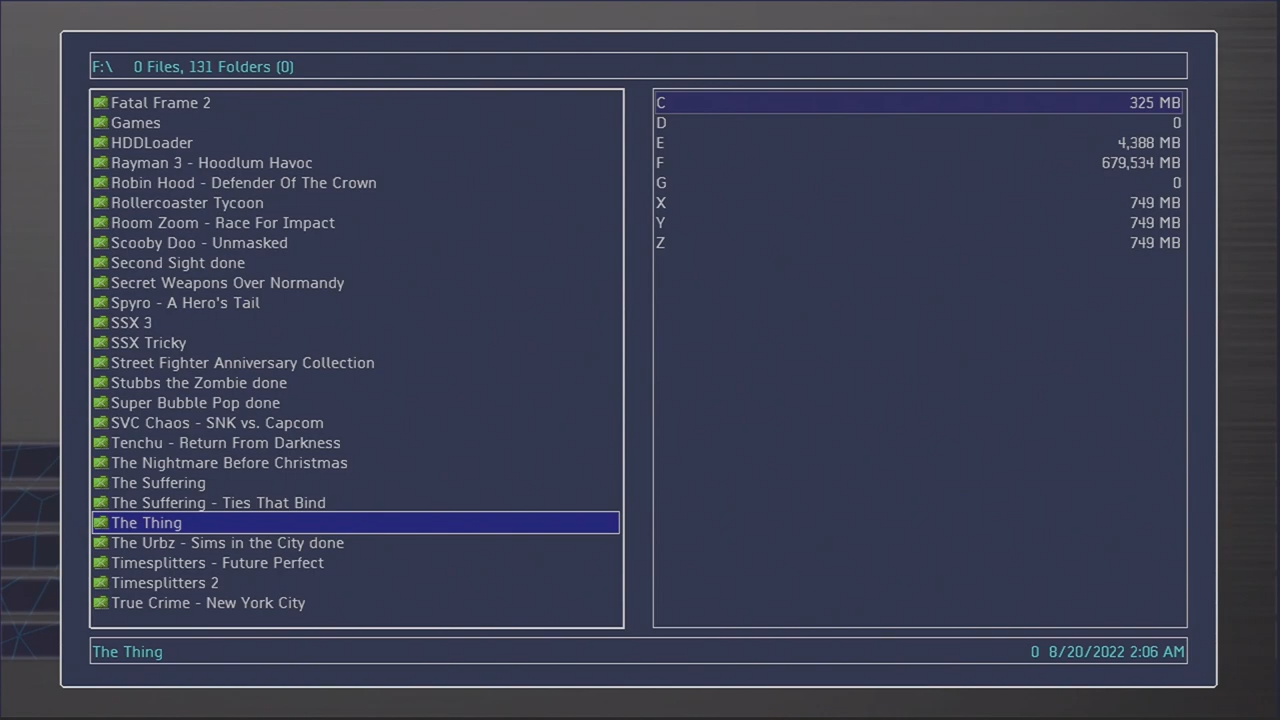 F:\ 0 Files, 131 Folders (0)
Fatal Frame 2
Games
HDDLoader
Rayman 3 - Hoodlum Havoc
Robin Hood - Defender Of The Crown
Rollercoaster Tycoon
Room Zoom - Race For Impact
Scooby Doo - Unmasked
Second Sight done
Secret Weapons Over Normandy
Spyro - A Hero's Tail
SSX 3
SSX Tricky
Street Fighter Anniversary Collection
Stubbs the Zombie done
Super Bubble Pop done
SVC Chaos - SNK vs. Capcom
Tenchu - Return From Darkness
The Nightmare Before Christmas
The Suffering
The Suffering - Ties That Bind
The Thing
The Urbz - Sims in the City done
Timesplitters - Future Perfect
Timesplitters 2
True Crime - New York City
C 325 MB
D 0
E 4,388 MB
F 679,534 MB
G 0
X 749 MB
Y 749 MB
Z 749 MB
The Thing 0 8/20/2022 2:06 AM